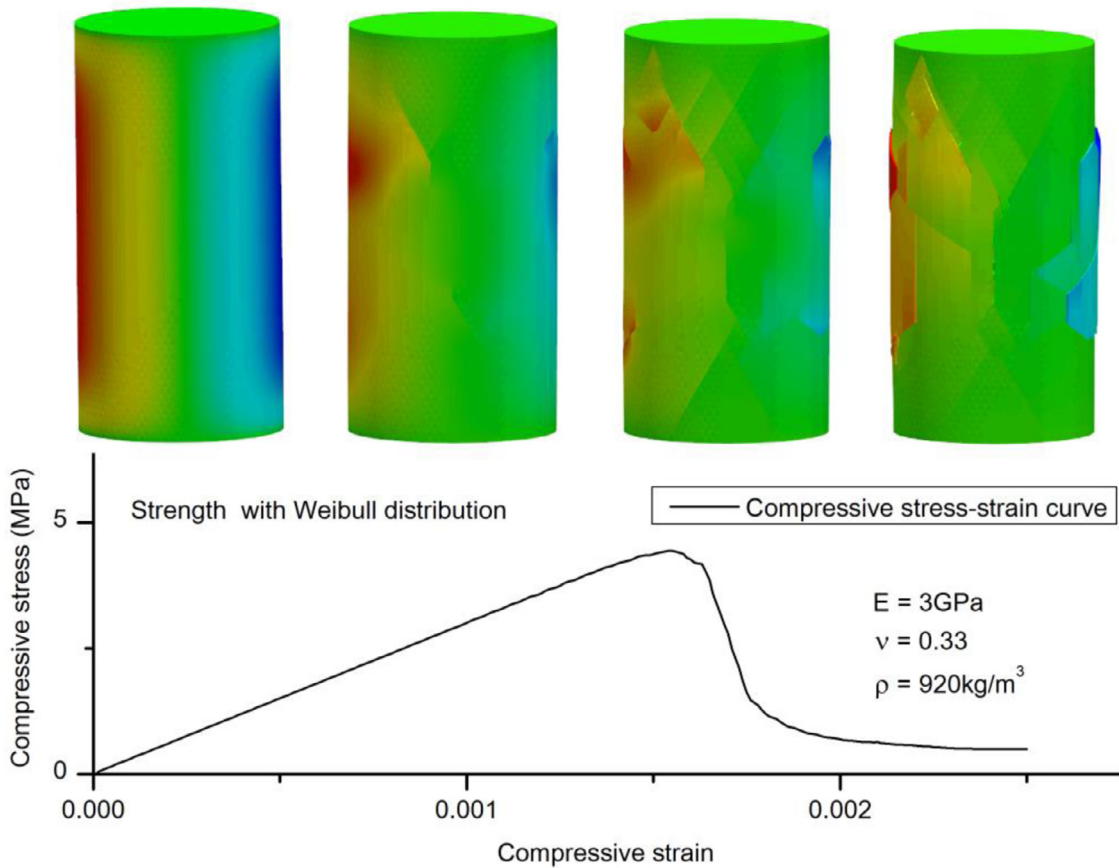 Compressive stress (MPa)
5
0
Strength with Weibull distribution
Compressive stress-strain curve
E = 3GPa
ν = 0.33
ρ = 920kg/m³
0.000
0.001
0.002
Compressive strain